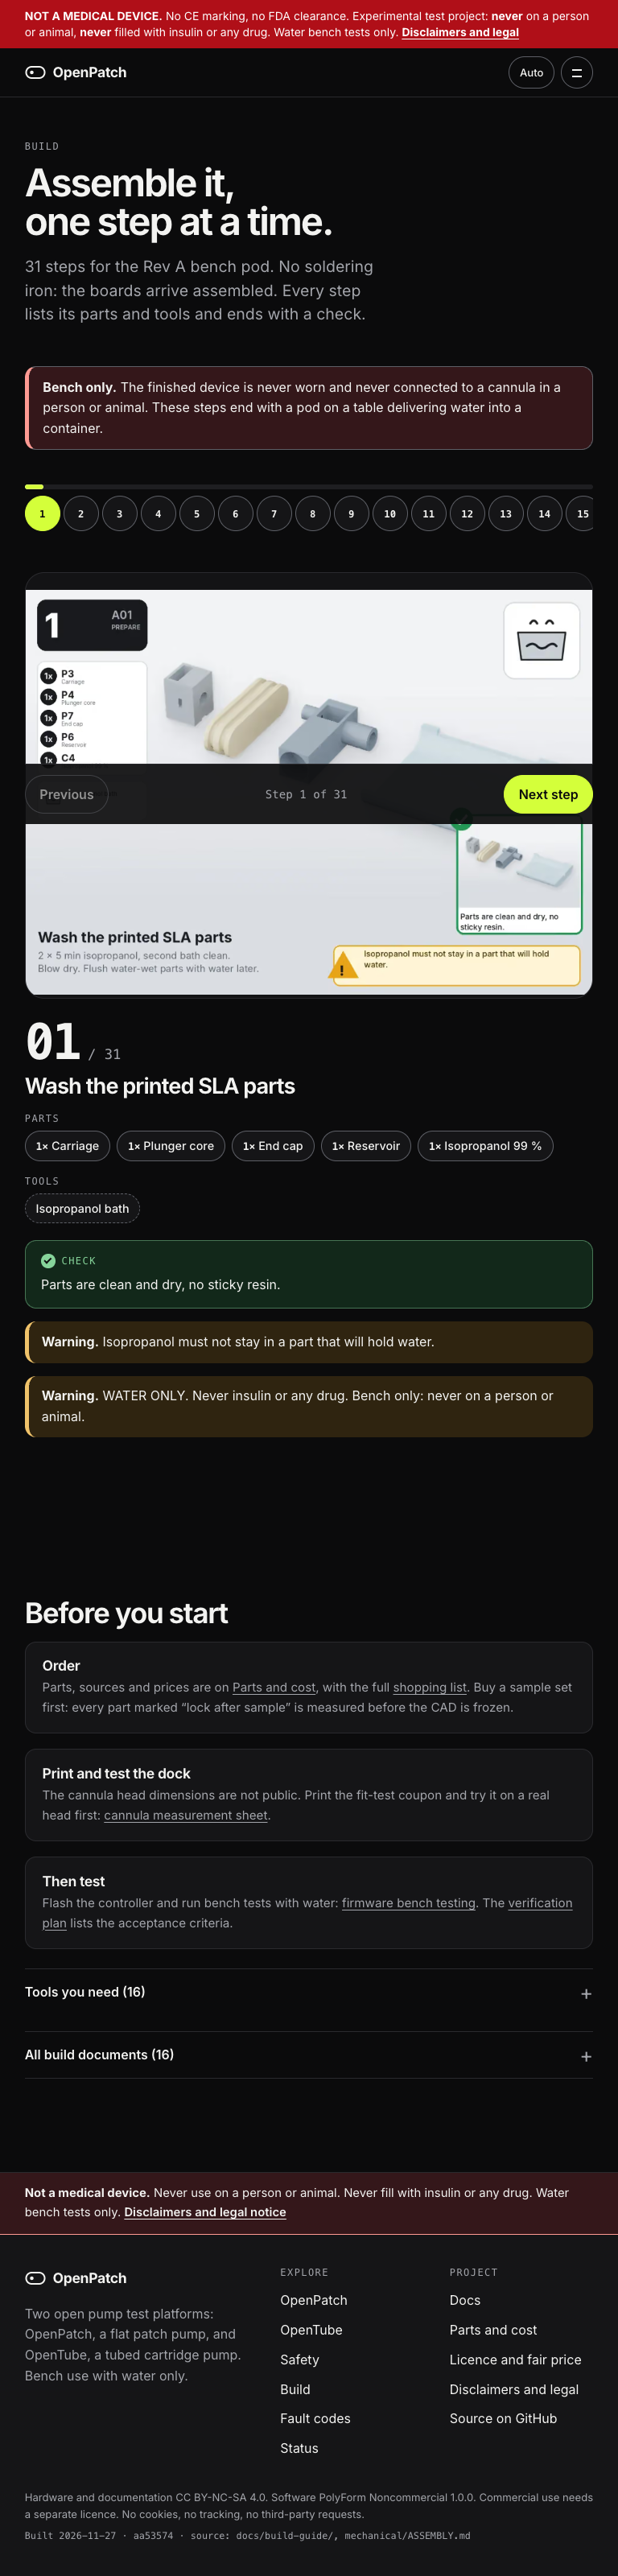 NOT A MEDICAL DEVICE. No CE marking, no FDA clearance. Experimental test project: never on a person
or animal, never filled with insulin or any drug. Water bench tests only. Disclaimers and legal
OpenPatch
Auto
BUILD
Assemble it,
one step at a time.
31 steps for the Rev A bench pod. No soldering
iron: the boards arrive assembled. Every step
lists its parts and tools and ends with a check.
Bench only. The finished device is never worn and never connected to a cannula in a
person or animal. These steps end with a pod on a table delivering water into a
container.
1 2 3 4 5 6 7 8 9 10 11 12 13 14 15
1
A01
PREPARE
1x P3
Carriage
1x P4
Plunger core
1x P7
End cap
1x P6
Reservoir
1x C4
Previous
Step 1 of 31
Next step
Parts are clean and dry, no
sticky resin.
Wash the printed SLA parts
2 × 5 min isopropanol, second bath clean.
Blow dry. Flush water-wet parts with water later.
Isopropanol must not stay in a part that will hold
water.
01 / 31
Wash the printed SLA parts
PARTS
1× Carriage
1× Plunger core
1× End cap
1× Reservoir
1× Isopropanol 99 %
TOOLS
Isopropanol bath
CHECK
Parts are clean and dry, no sticky resin.
Warning. Isopropanol must not stay in a part that will hold water.
Warning. WATER ONLY. Never insulin or any drug. Bench only: never on a person or
animal.
Before you start
Order
Parts, sources and prices are on Parts and cost, with the full shopping list. Buy a sample set
first: every part marked “lock after sample” is measured before the CAD is frozen.
Print and test the dock
The cannula head dimensions are not public. Print the fit-test coupon and try it on a real
head first: cannula measurement sheet.
Then test
Flash the controller and run bench tests with water: firmware bench testing. The verification
plan lists the acceptance criteria.
Tools you need (16)
All build documents (16)
Not a medical device. Never use on a person or animal. Never fill with insulin or any drug. Water
bench tests only. Disclaimers and legal notice
OpenPatch
Two open pump test platforms:
OpenPatch, a flat patch pump, and
OpenTube, a tubed cartridge pump.
Bench use with water only.
EXPLORE
OpenPatch
OpenTube
Safety
Build
Fault codes
Status
PROJECT
Docs
Parts and cost
Licence and fair price
Disclaimers and legal
Source on GitHub
Hardware and documentation CC BY-NC-SA 4.0. Software PolyForm Noncommercial 1.0.0. Commercial use needs
a separate licence. No cookies, no tracking, no third-party requests.
Built 2026-11-27 · aa53574 · source: docs/build-guide/, mechanical/ASSEMBLY.md